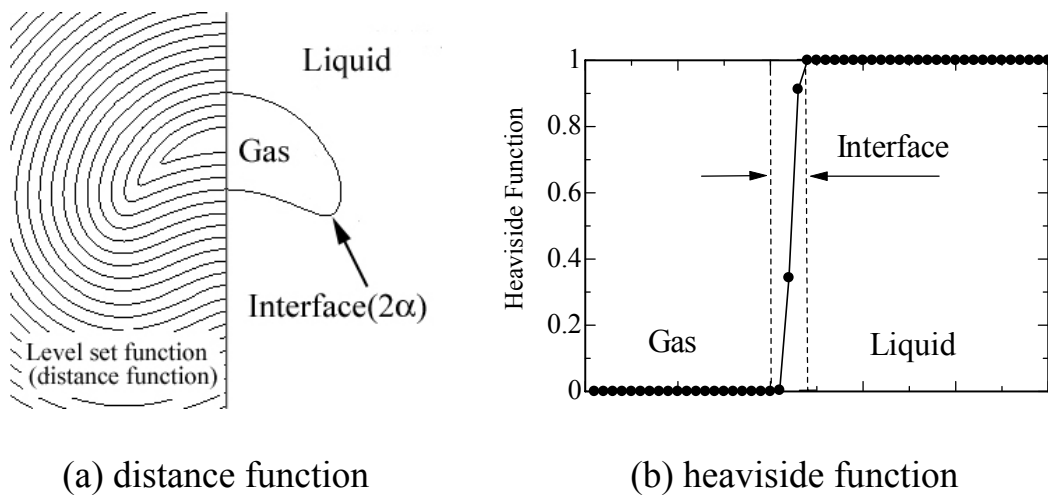 Liquid
Gas
Interface(2α)
Level set function
(distance function)
(a) distance function
1
0.8
0.6
0.4
0.2
0
Heaviside Function
Interface
Gas
Liquid
(b) heaviside function